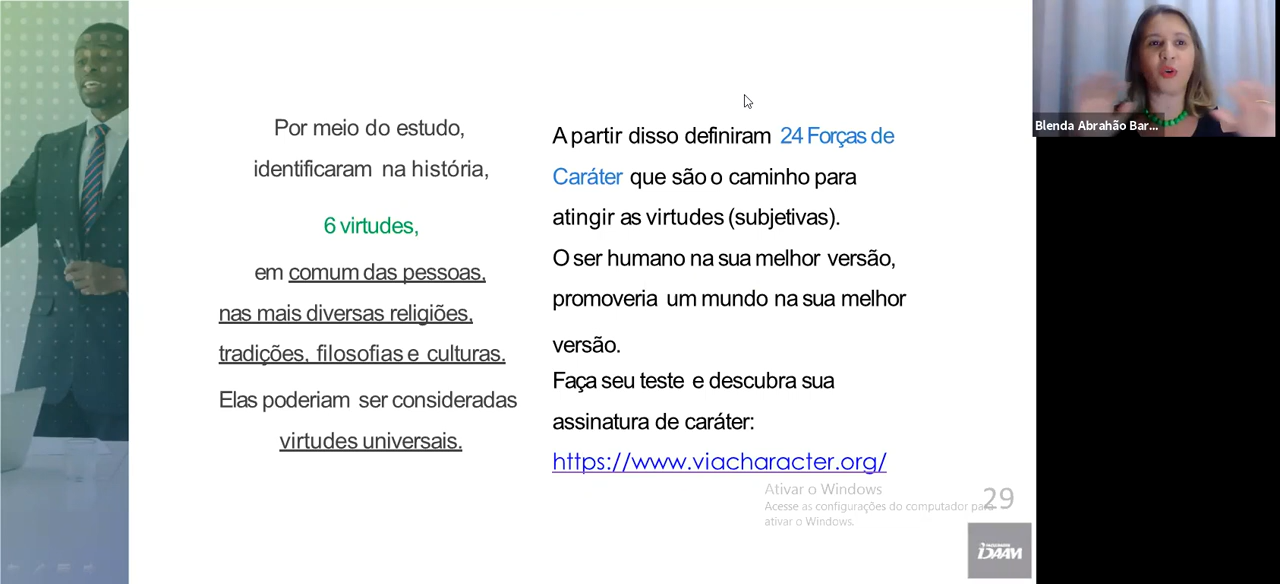 Por meio do estudo,
identificaram na história,
6 virtudes,
em comum das pessoas,
nas mais diversas religiões,
tradições, filosofias e culturas.
Elas poderiam ser consideradas
virtudes universais.
A partir disso definiram 24 Forças de
Caráter que são o caminho para
atingir as virtudes (subjetivas).
O ser humano na sua melhor versão,
promoveria um mundo na sua melhor
versão.
Faça seu teste e descubra sua
assinatura de caráter:
https://www.viacharacter.org/
Ativar o Windows
Acesse as configurações do computador para
ativar o Windows.
29
IDAAM
Blenda Abrahão Bar...